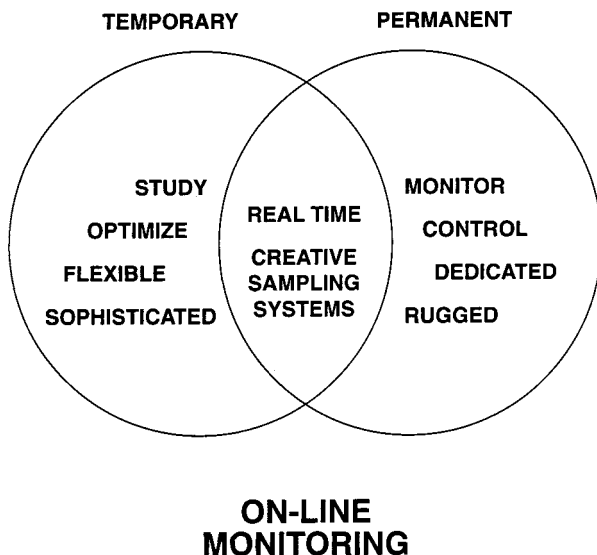 TEMPORARY
PERMANENT
STUDY
OPTIMIZE
FLEXIBLE
SOPHISTICATED
REAL TIME
CREATIVE
SAMPLING
SYSTEMS
MONITOR
CONTROL
DEDICATED
RUGGED
ON-LINE
MONITORING